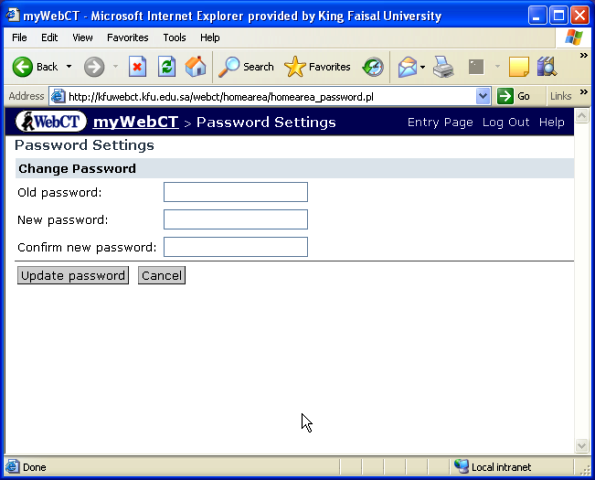 myWebCT - Microsoft Internet Explorer provided by King Faisal University
File Edit View Favorites Tools Help
Back Search Favorites
Address http://kfuwebct.kfu.edu.sa/webct/homearea/homearea_password.pl Go Links
WebCT myWebCT > Password Settings Entry Page Log Out Help
Password Settings
Change Password
Old password:
New password:
Confirm new password:
Update password Cancel
Done Local intranet